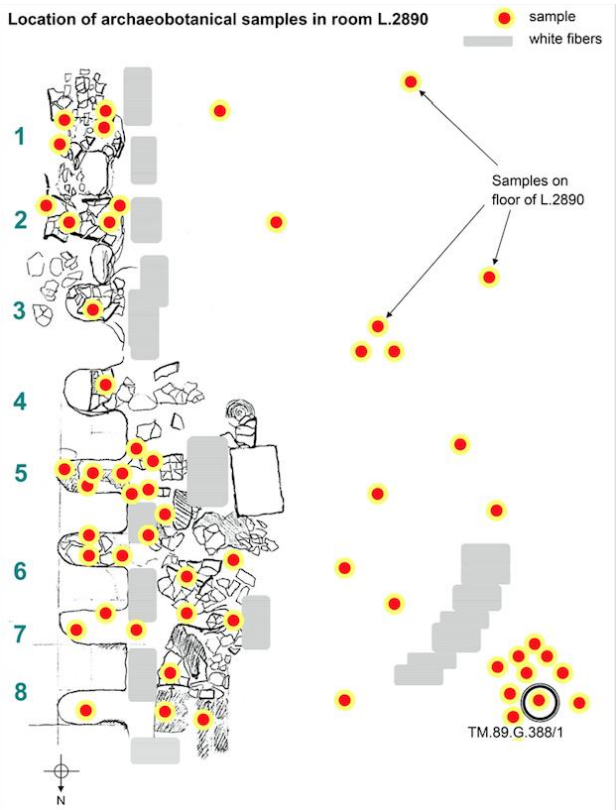 Location of archaeobotanical samples in room L.2890
sample
white fibers
1
Samples on
floor of L.2890
2
3
4
5
6
7
8
TM.89.G.388/1
N